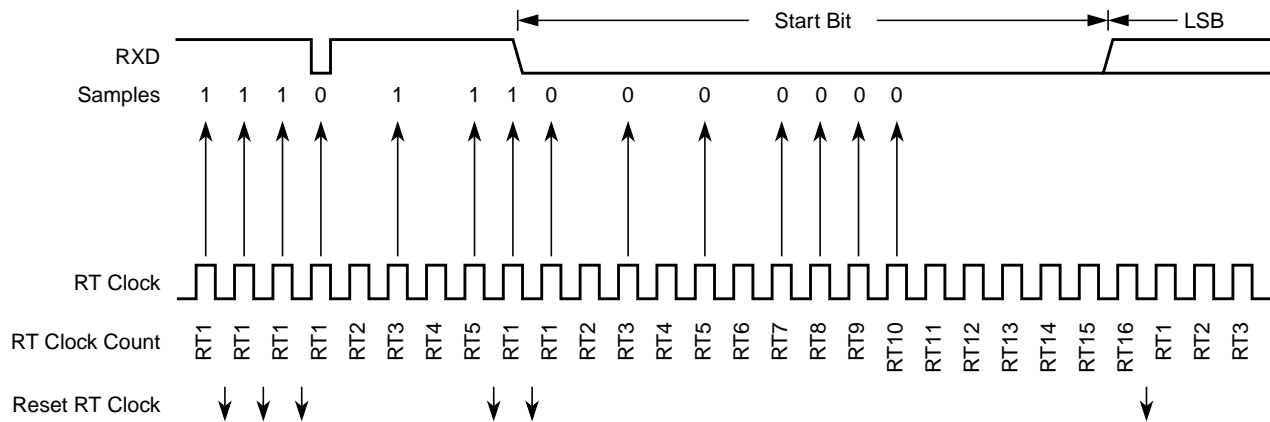 Start Bit LSB
RXD
Samples 1 1 1 0 1 1 1 0 0 0 0 0 0 0
RT Clock
RT Clock Count RT1 RT1 RT1 RT1 RT2 RT3 RT4 RT5 RT1 RT1 RT2 RT3 RT4 RT5 RT6 RT7 RT8 RT9 RT10 RT11 RT12 RT13 RT14 RT15 RT16 RT1 RT2 RT3
Reset RT Clock